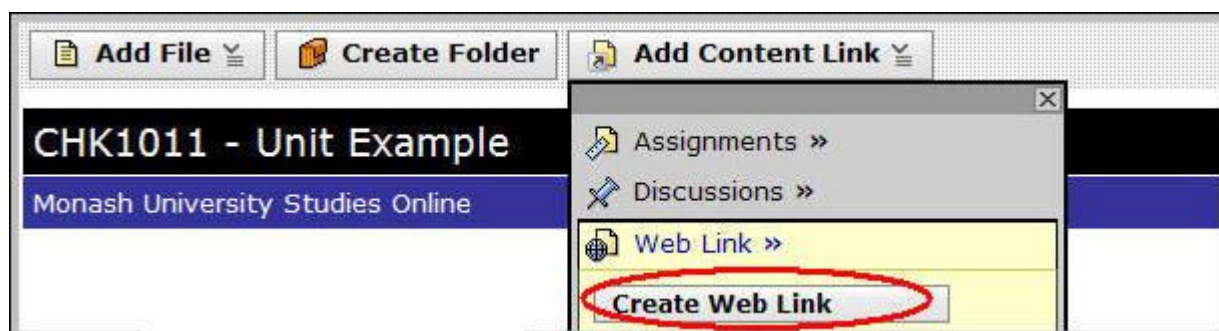 Add File Create Folder Add Content Link
CHK1011 - Unit Example
Monash University Studies Online
Assignments »
Discussions »
Web Link »
Create Web Link